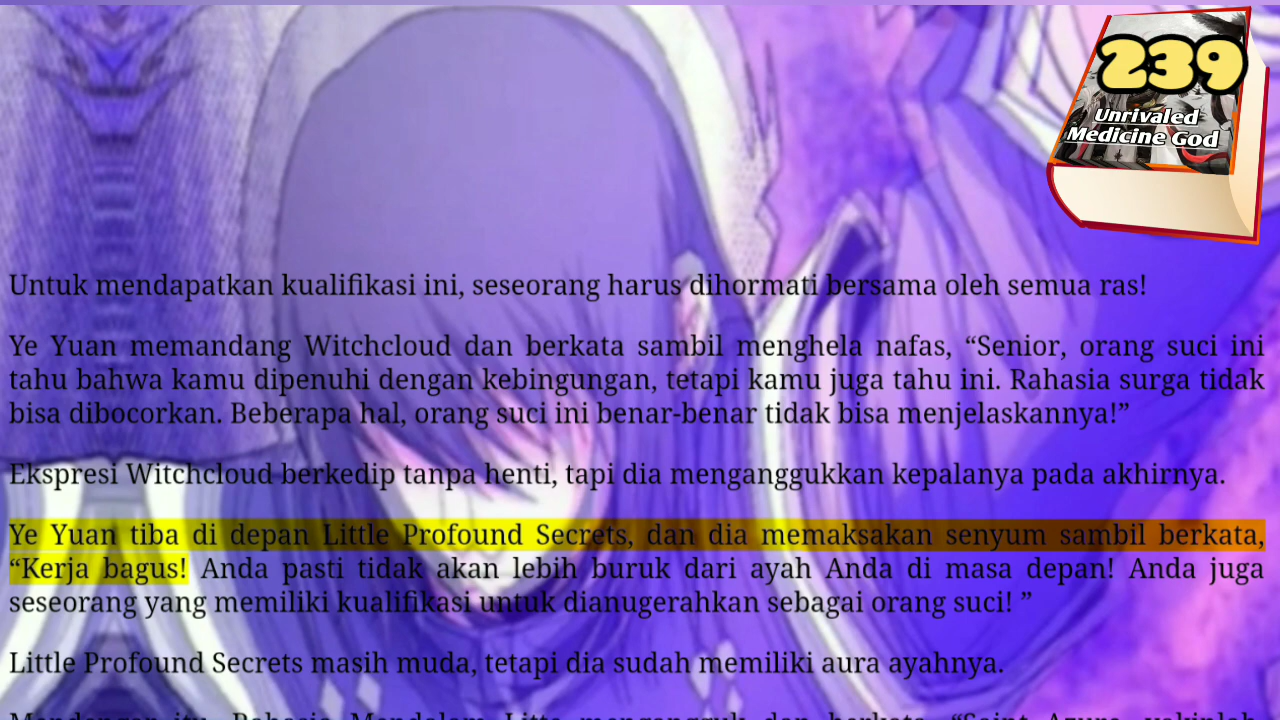 239
Unrivaled
Medicine God
Untuk mendapatkan kualifikasi ini, seseorang harus dihormati bersama oleh semua ras!
Ye Yuan memandang Witchcloud dan berkata sambil menghela nafas, “Senior, orang suci ini
tahu bahwa kamu dipenuhi dengan kebingungan, tetapi kamu juga tahu ini. Rahasia surga tidak
bisa dibocorkan. Beberapa hal, orang suci ini benar-benar tidak bisa menjelaskannya!”
Ekspresi Witchcloud berkedip tanpa henti, tapi dia menganggukkan kepalanya pada akhirnya.
Ye Yuan tiba di depan Little Profound Secrets, dan dia memaksakan senyum sambil berkata,
“Kerja bagus! Anda pasti tidak akan lebih buruk dari ayah Anda di masa depan! Anda juga
seseorang yang memiliki kualifikasi untuk dianugerahkan sebagai orang suci! ”
Little Profound Secrets masih muda, tetapi dia sudah memiliki aura ayahnya.